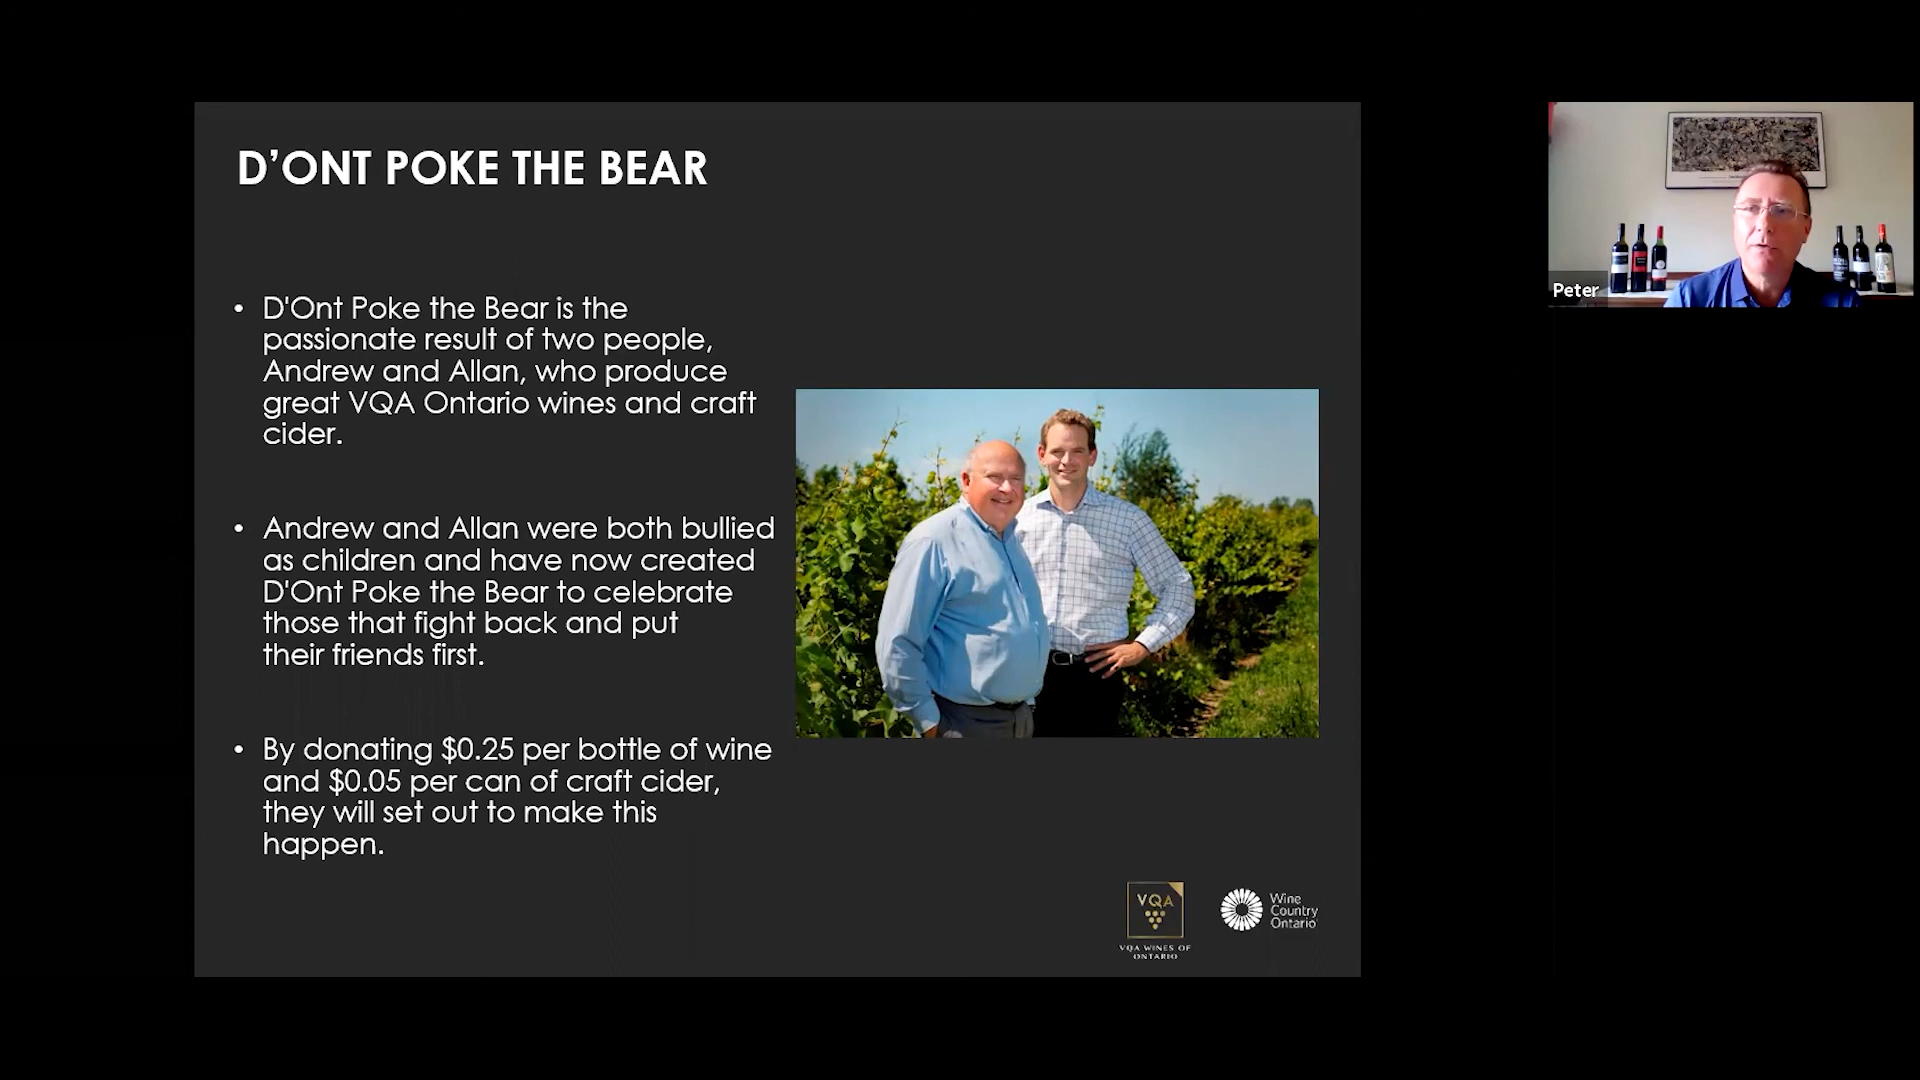 D’ONT POKE THE BEAR
• D'Ont Poke the Bear is the
passionate result of two people,
Andrew and Allan, who produce
great VQA Ontario wines and craft
cider.
• Andrew and Allan were both bullied
as children and have now created
D'Ont Poke the Bear to celebrate
those that fight back and put
their friends first.
• By donating $0.25 per bottle of wine
and $0.05 per can of craft cider,
they will set out to make this
happen.
VQA
VQA WINES OF
ONTARIO
Wine
Country
Ontario
Peter